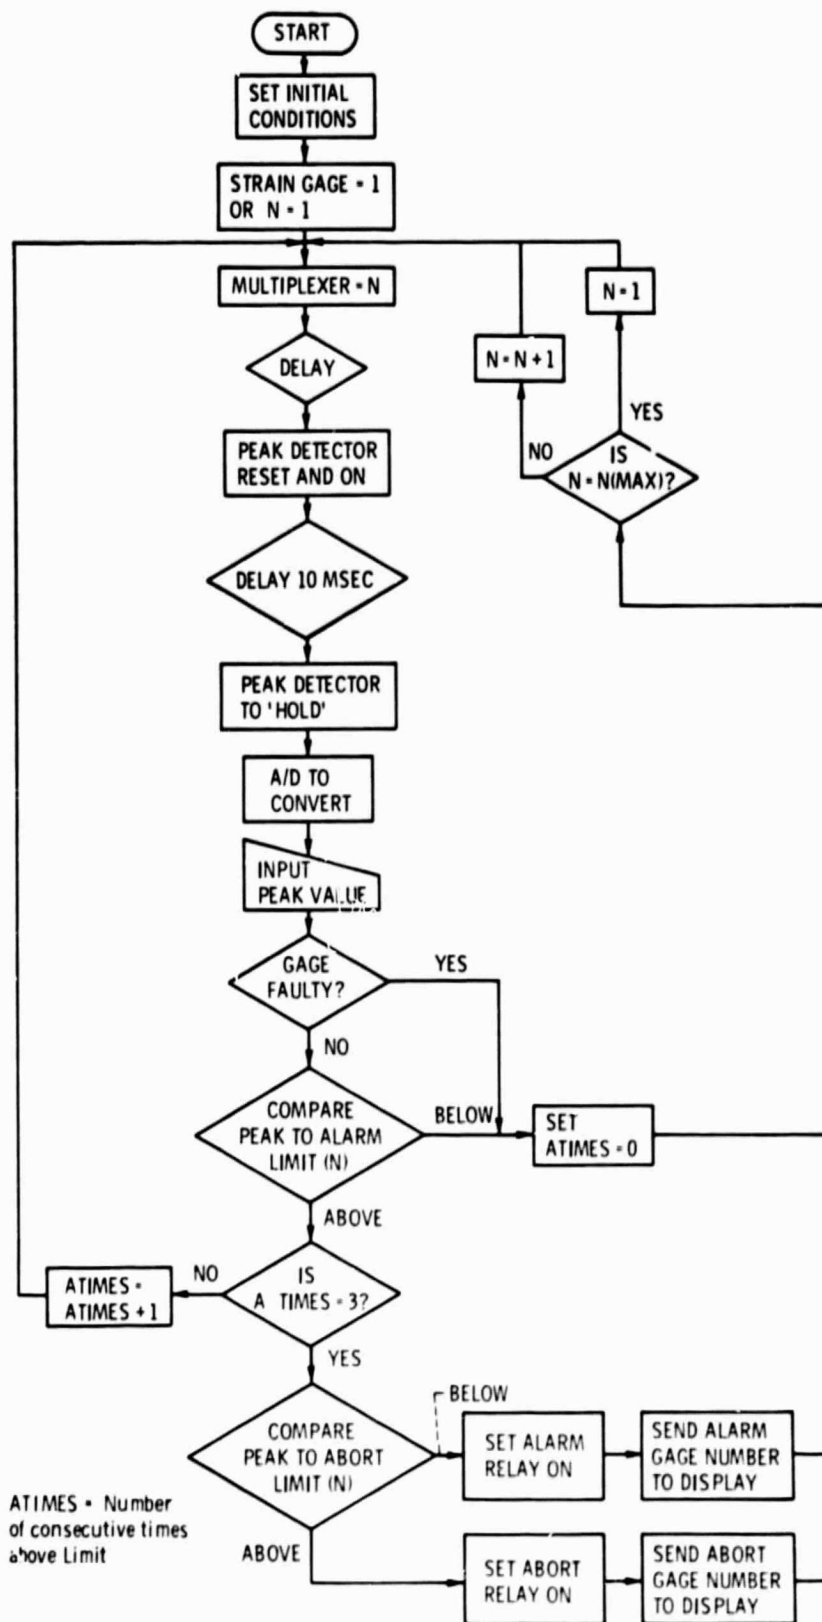 START
SET INITIAL
CONDITIONS
STRAIN GAGE = 1
OR N = 1
MULTIPLEXER = N
N = 1
N = N + 1
DELAY
YES
NO
IS
N = N(MAX)?
PEAK DETECTOR
RESET AND ON
DELAY 10 MSEC
PEAK DETECTOR
TO 'HOLD'
A/D TO
CONVERT
INPUT
PEAK VALUE
GAGE
FAULTY?
YES
NO
COMPARE
PEAK TO ALARM
LIMIT (N)
BELOW
SET
ATIMES = 0
ABOVE
IS
A TIMES = 3?
NO
ATIMES =
ATIMES + 1
YES
COMPARE
PEAK TO ABORT
LIMIT (N)
BELOW
SET ALARM
RELAY ON
SEND ALARM
GAGE NUMBER
TO DISPLAY
ATIMES = Number
of consecutive times
above Limit
ABOVE
SET ABORT
RELAY ON
SEND ABORT
GAGE NUMBER
TO DISPLAY